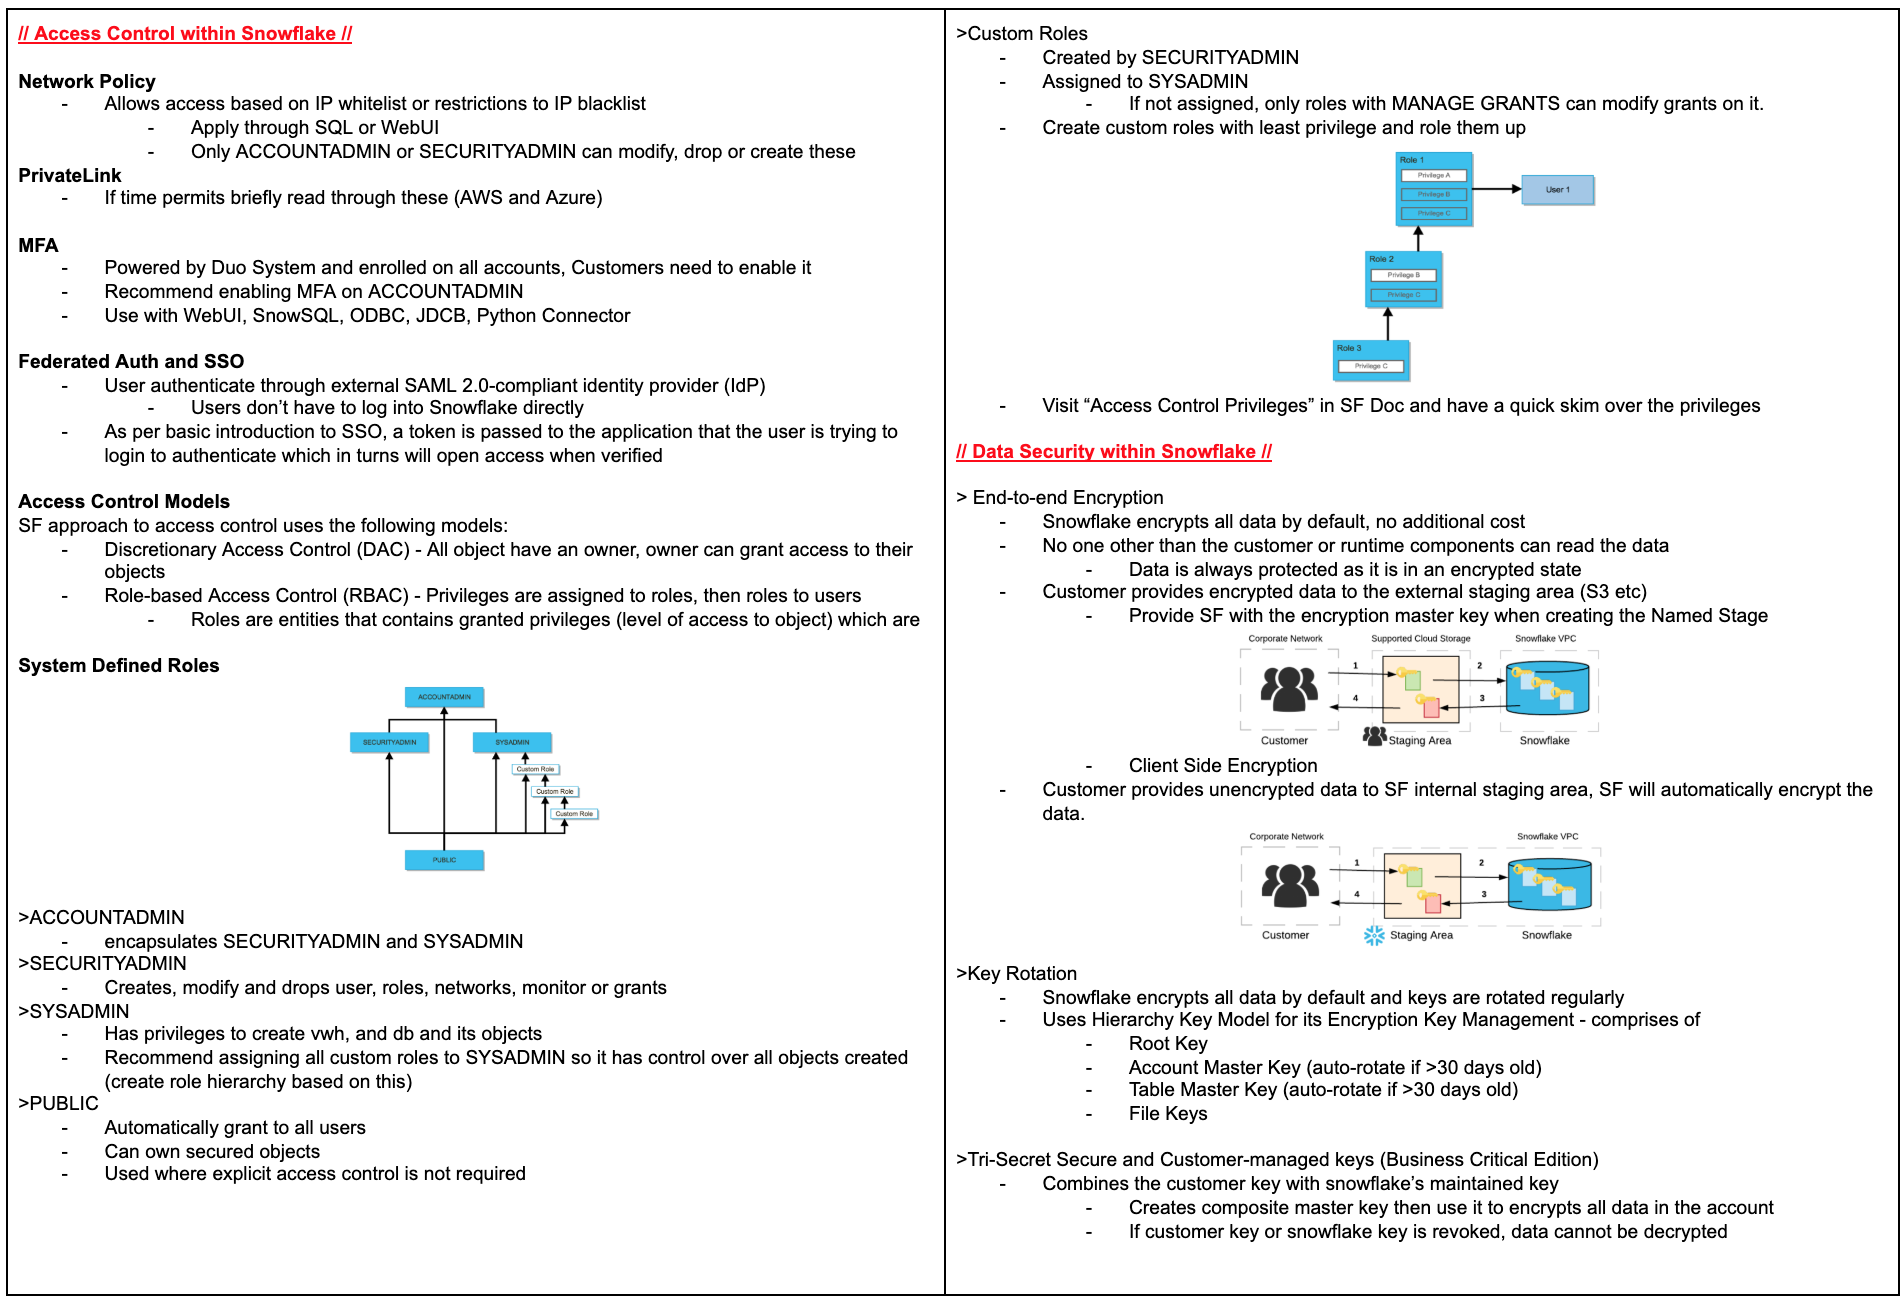 // Access Control within Snowflake //
Network Policy
- Allows access based on IP whitelist or restrictions to IP blacklist
- Apply through SQL or WebUI
- Only ACCOUNTADMIN or SECURITYADMIN can modify, drop or create these
PrivateLink
- If time permits briefly read through these (AWS and Azure)
MFA
- Powered by Duo System and enrolled on all accounts, Customers need to enable it
- Recommend enabling MFA on ACCOUNTADMIN
- Use with WebUI, SnowSQL, ODBC, JDCB, Python Connector
Federated Auth and SSO
- User authenticate through external SAML 2.0-compliant identity provider (IdP)
- Users don’t have to log into Snowflake directly
- As per basic introduction to SSO, a token is passed to the application that the user is trying to
login to authenticate which in turns will open access when verified
Access Control Models
SF approach to access control uses the following models:
- Discretionary Access Control (DAC) - All object have an owner, owner can grant access to their
objects
- Role-based Access Control (RBAC) - Privileges are assigned to roles, then roles to users
- Roles are entities that contains granted privileges (level of access to object) which are
System Defined Roles
ACCOUNTADMIN
SECURITYADMIN
SYSADMIN
Custom Role
Custom Role
Custom Role
PUBLIC
>ACCOUNTADMIN
- encapsulates SECURITYADMIN and SYSADMIN
>SECURITYADMIN
- Creates, modify and drops user, roles, networks, monitor or grants
>SYSADMIN
- Has privileges to create vwh, and db and its objects
- Recommend assigning all custom roles to SYSADMIN so it has control over all objects created
(create role hierarchy based on this)
>PUBLIC
- Automatically grant to all users
- Can own secured objects
- Used where explicit access control is not required
>Custom Roles
- Created by SECURITYADMIN
- Assigned to SYSADMIN
- If not assigned, only roles with MANAGE GRANTS can modify grants on it.
- Create custom roles with least privilege and role them up
Role 1
Privilege A
Privilege B
Privilege C
User 1
Role 2
Privilege B
Privilege C
Role 3
Privilege C
- Visit “Access Control Privileges” in SF Doc and have a quick skim over the privileges
// Data Security within Snowflake //
> End-to-end Encryption
- Snowflake encrypts all data by default, no additional cost
- No one other than the customer or runtime components can read the data
- Data is always protected as it is in an encrypted state
- Customer provides encrypted data to the external staging area (S3 etc)
- Provide SF with the encryption master key when creating the Named Stage
Corporate Network
Supported Cloud Storage
Snowflake VPC
1
2
4
3
Customer
Staging Area
Snowflake
- Client Side Encryption
- Customer provides unencrypted data to SF internal staging area, SF will automatically encrypt the
data.
Corporate Network
Snowflake VPC
1
2
4
3
Customer
Staging Area
Snowflake
>Key Rotation
- Snowflake encrypts all data by default and keys are rotated regularly
- Uses Hierarchy Key Model for its Encryption Key Management - comprises of
- Root Key
- Account Master Key (auto-rotate if >30 days old)
- Table Master Key (auto-rotate if >30 days old)
- File Keys
>Tri-Secret Secure and Customer-managed keys (Business Critical Edition)
- Combines the customer key with snowflake’s maintained key
- Creates composite master key then use it to encrypts all data in the account
- If customer key or snowflake key is revoked, data cannot be decrypted